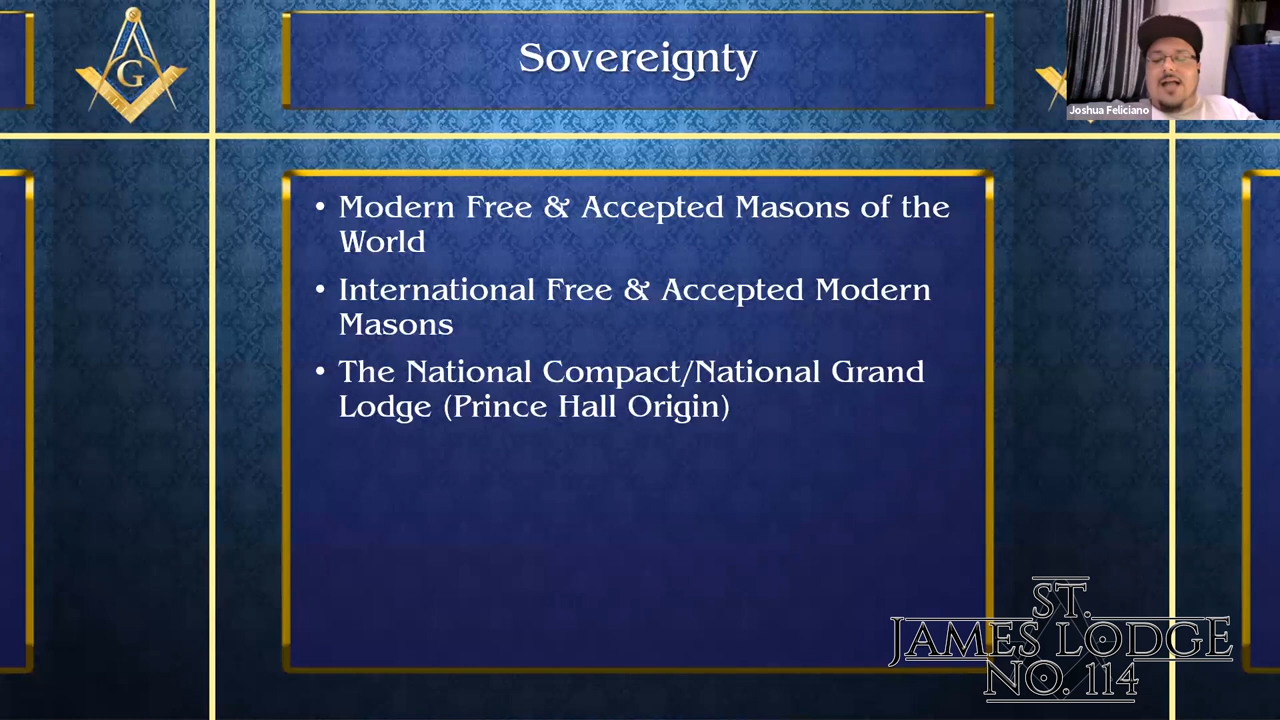 Sovereignty
G
Joshua Feliciano
• Modern Free & Accepted Masons of the
World
• International Free & Accepted Modern
Masons
• The National Compact/National Grand
Lodge (Prince Hall Origin)
ST.
JAMES LODGE
NO. 114